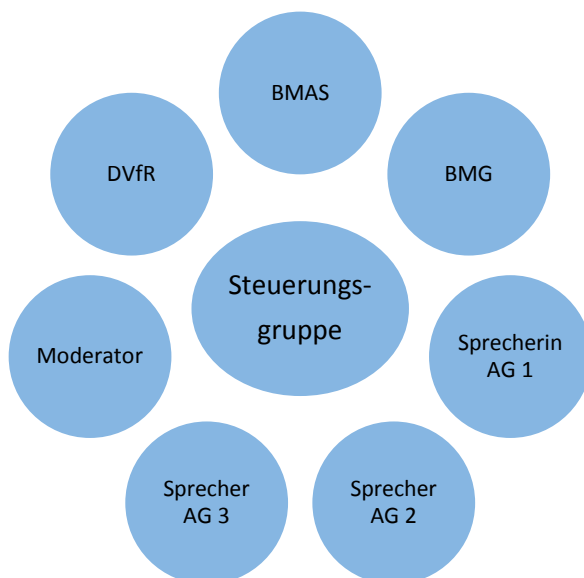 BMAS
DVfR
BMG
Steuerungs-
gruppe
Moderator
Sprecherin
AG 1
Sprecher
AG 3
Sprecher
AG 2